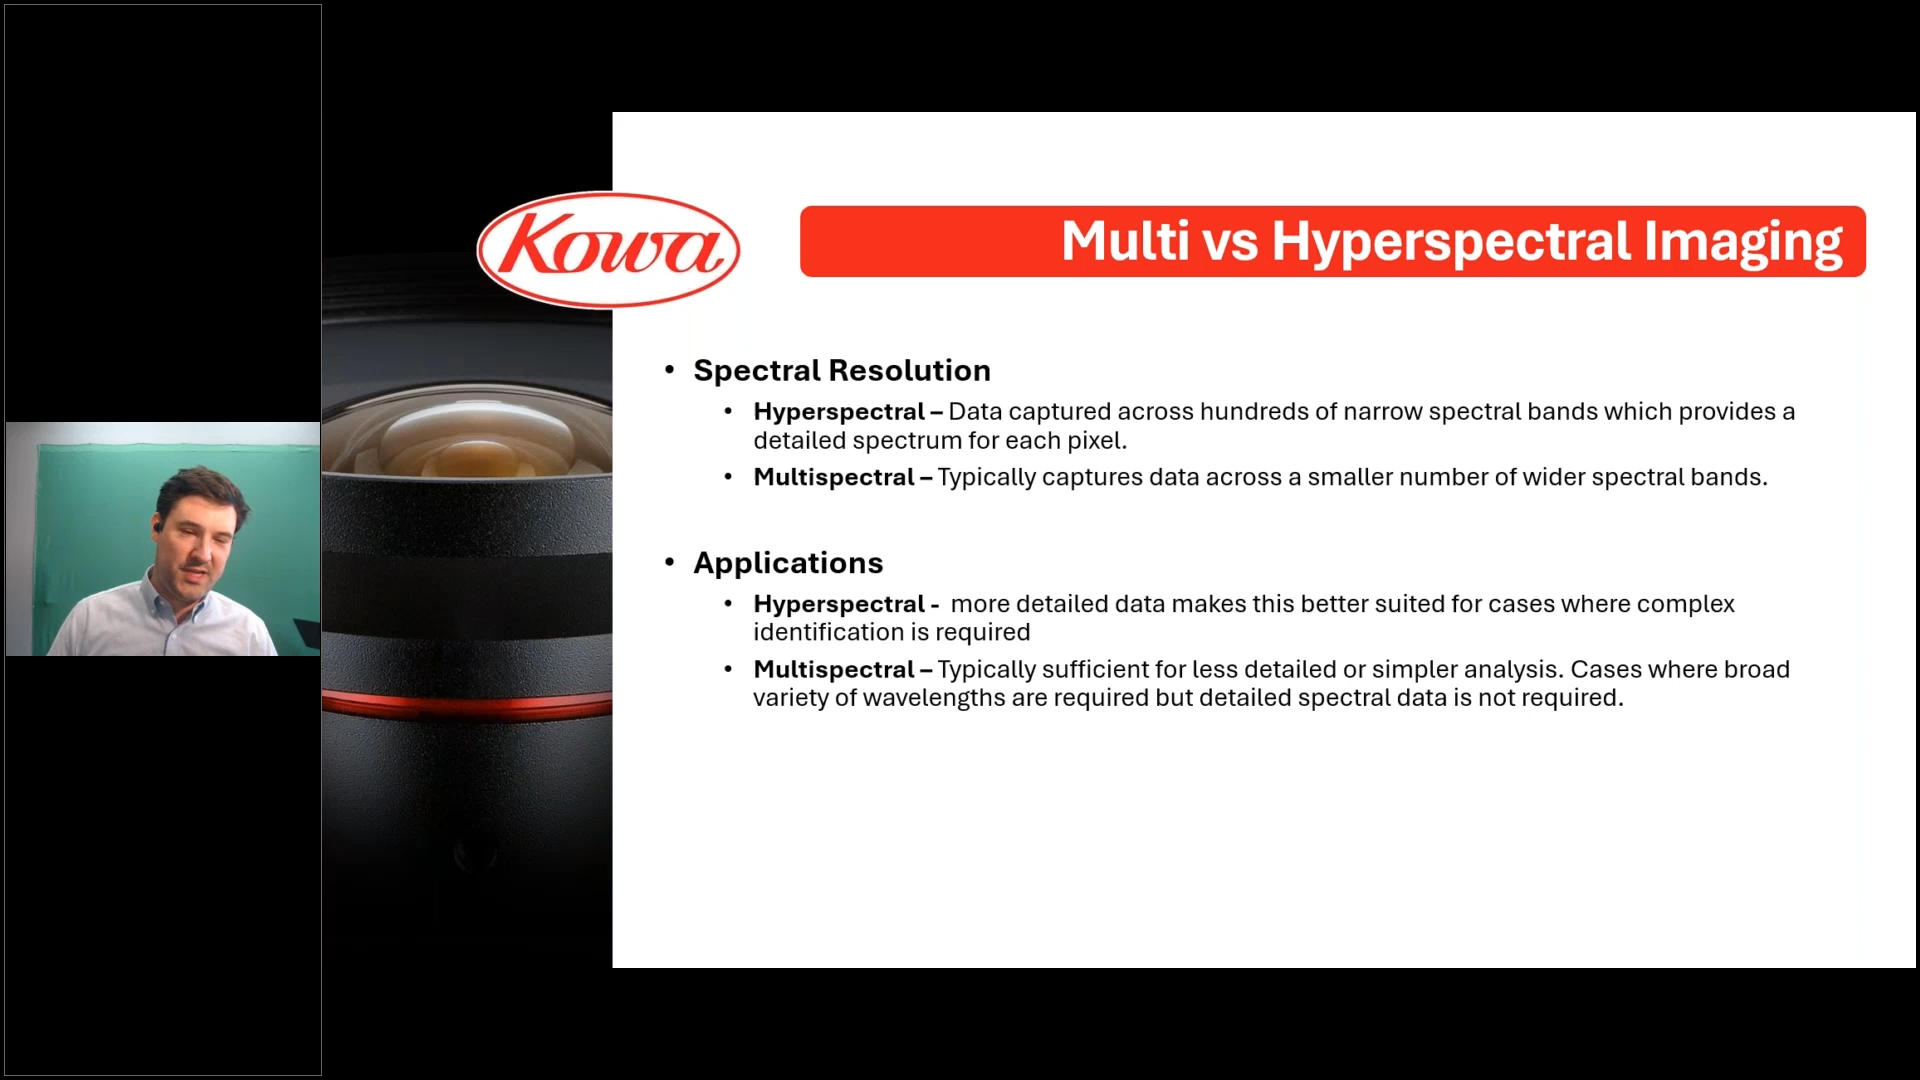 Kowa
Multi vs Hyperspectral Imaging
• Spectral Resolution
• Hyperspectral – Data captured across hundreds of narrow spectral bands which provides a
detailed spectrum for each pixel.
• Multispectral – Typically captures data across a smaller number of wider spectral bands.
• Applications
• Hyperspectral -  more detailed data makes this better suited for cases where complex
identification is required
• Multispectral – Typically sufficient for less detailed or simpler analysis. Cases where broad
variety of wavelengths are required but detailed spectral data is not required.